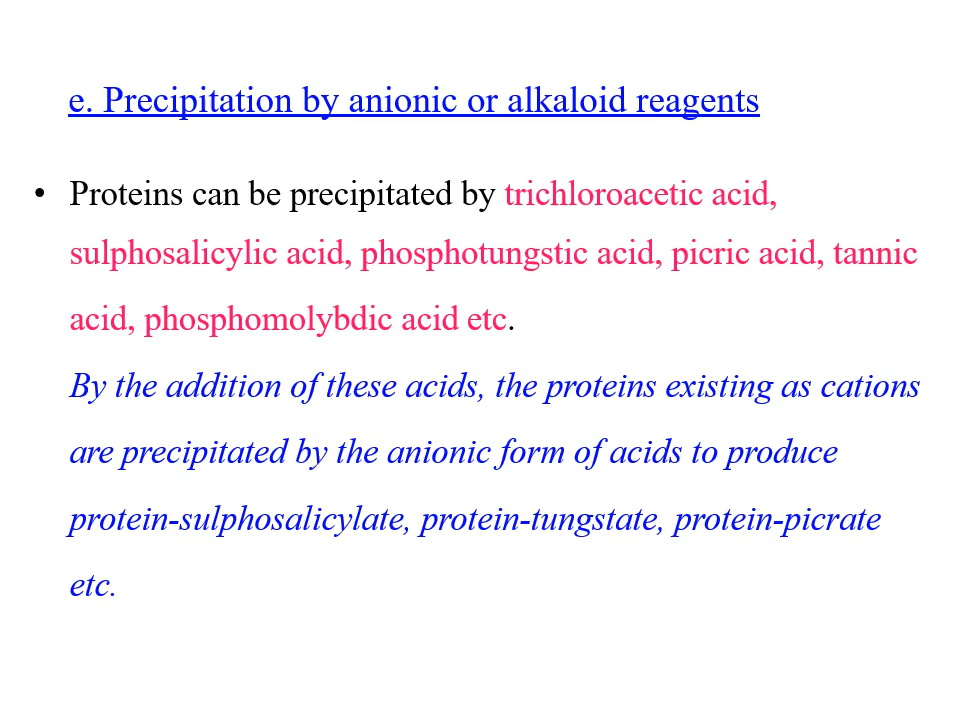 e. Precipitation by anionic or alkaloid reagents
• Proteins can be precipitated by trichloroacetic acid,
sulphosalicylic acid, phosphotungstic acid, picric acid, tannic
acid, phosphomolybdic acid etc.
By the addition of these acids, the proteins existing as cations
are precipitated by the anionic form of acids to produce
protein-sulphosalicylate, protein-tungstate, protein-picrate
etc.